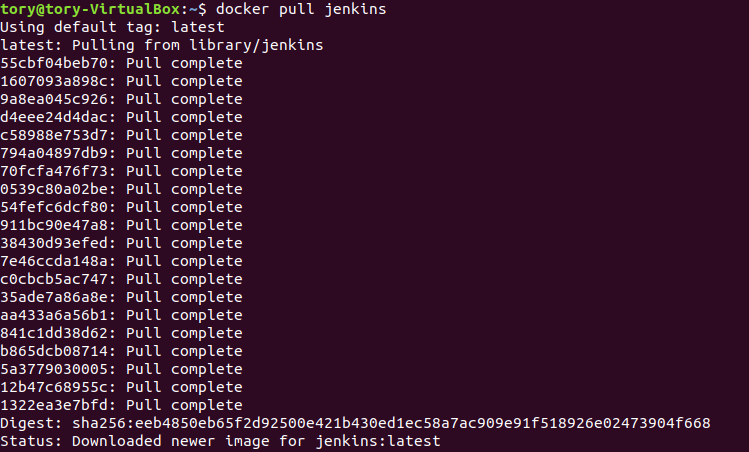 tory@tory-VirtualBox:~$ docker pull jenkins
Using default tag: latest
latest: Pulling from library/jenkins
55cbf04beb70: Pull complete
1607093a898c: Pull complete
9a8ea045c926: Pull complete
d4eee24d4dac: Pull complete
c58988e753d7: Pull complete
794a04897db9: Pull complete
70fcfa476f73: Pull complete
0539c80a02be: Pull complete
54fefc6dcf80: Pull complete
911bc90e47a8: Pull complete
38430d93efed: Pull complete
7e46ccda148a: Pull complete
c0cbcb5ac747: Pull complete
35ade7a86a8e: Pull complete
aa433a6a56b1: Pull complete
841c1dd38d62: Pull complete
b865dcb08714: Pull complete
5a3779030005: Pull complete
12b47c68955c: Pull complete
1322ea3e7bfd: Pull complete
Digest: sha256:eeb4850eb65f2d92500e421b430ed1ec58a7ac909e91f518926e02473904f668
Status: Downloaded newer image for jenkins:latest